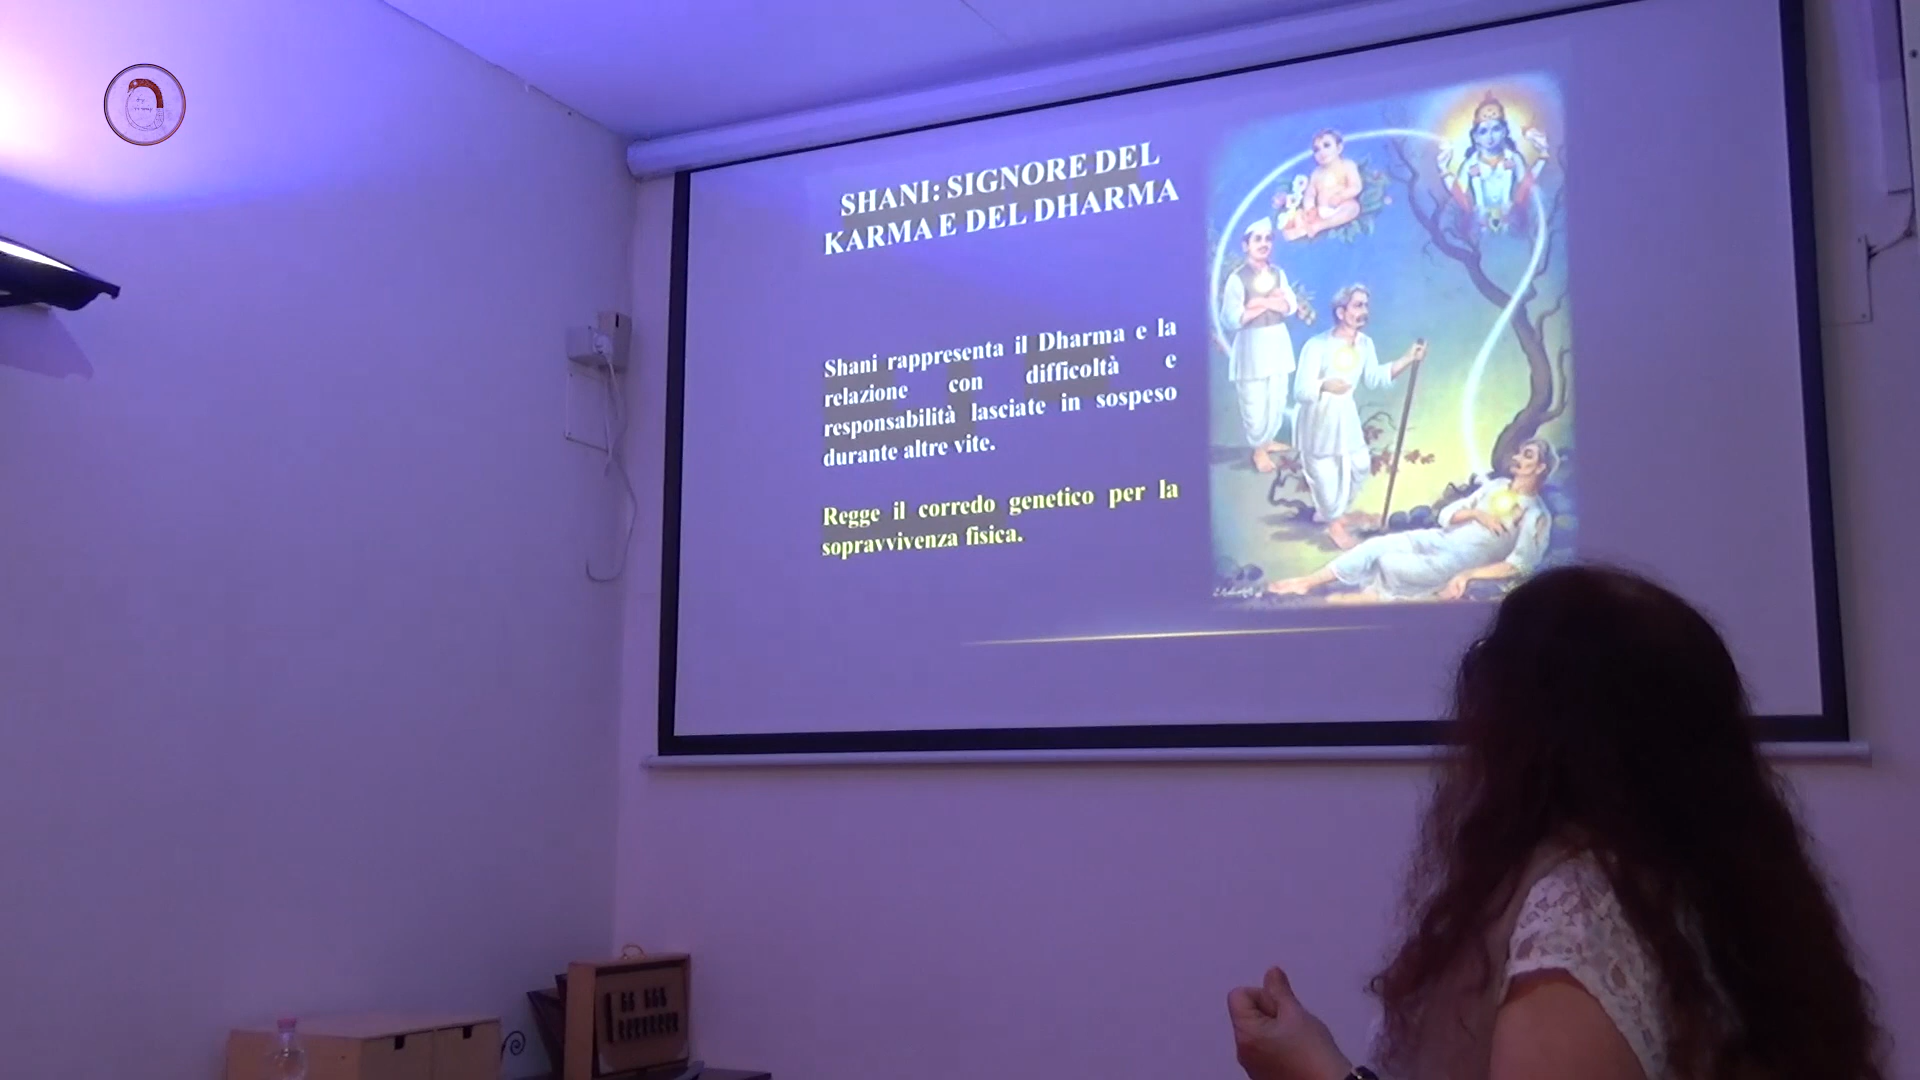 SHANI: SIGNORE DEL
KARMA E DEL DHARMA
Shani rappresenta il Dharma e la
relazione con difficoltà e
responsabilità lasciate in sospeso
durante altre vite.
Regge il corredo genetico per la
sopravvivenza fisica.